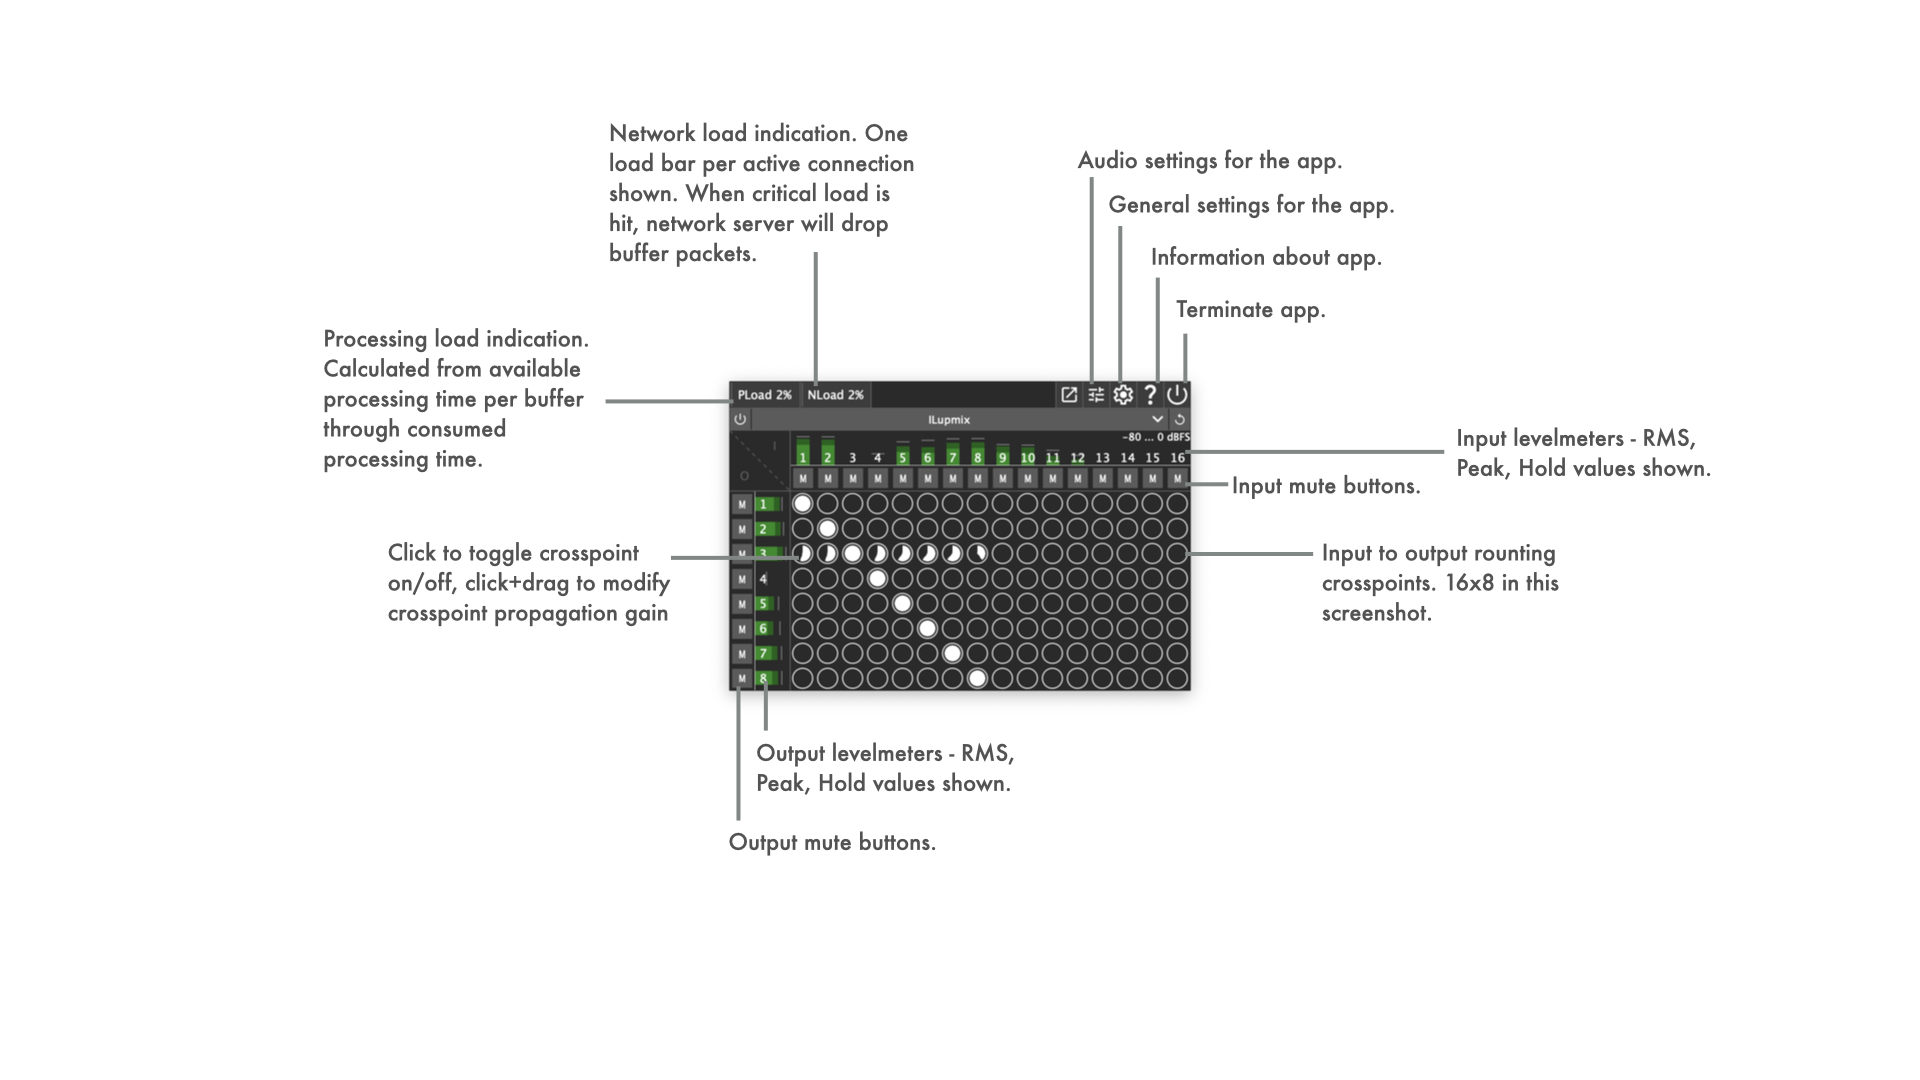 Network load indication. One
load bar per active connection
shown. When critical load is
hit, network server will drop
buffer packets.
Audio settings for the app.
General settings for the app.
Information about app.
Terminate app.
Processing load indication.
Calculated from available
processing time per buffer
through consumed
processing time.
PLoad 2% NLoad 2% ?
ILupmix
-80 ... 0 dBFS
I
O
1 2 3 4 5 6 7 8 9 10 11 12 13 14 15 16
M M M M M M M M M M M M M M M M
M 1
M 2
M 3
M 4
M 5
M 6
M 7
M 8
Input levelmeters - RMS,
Peak, Hold values shown.
Input mute buttons.
Click to toggle crosspoint
on/off, click+drag to modify
crosspoint propagation gain
Input to output rounting
crosspoints. 16x8 in this
screenshot.
Output levelmeters - RMS,
Peak, Hold values shown.
Output mute buttons.